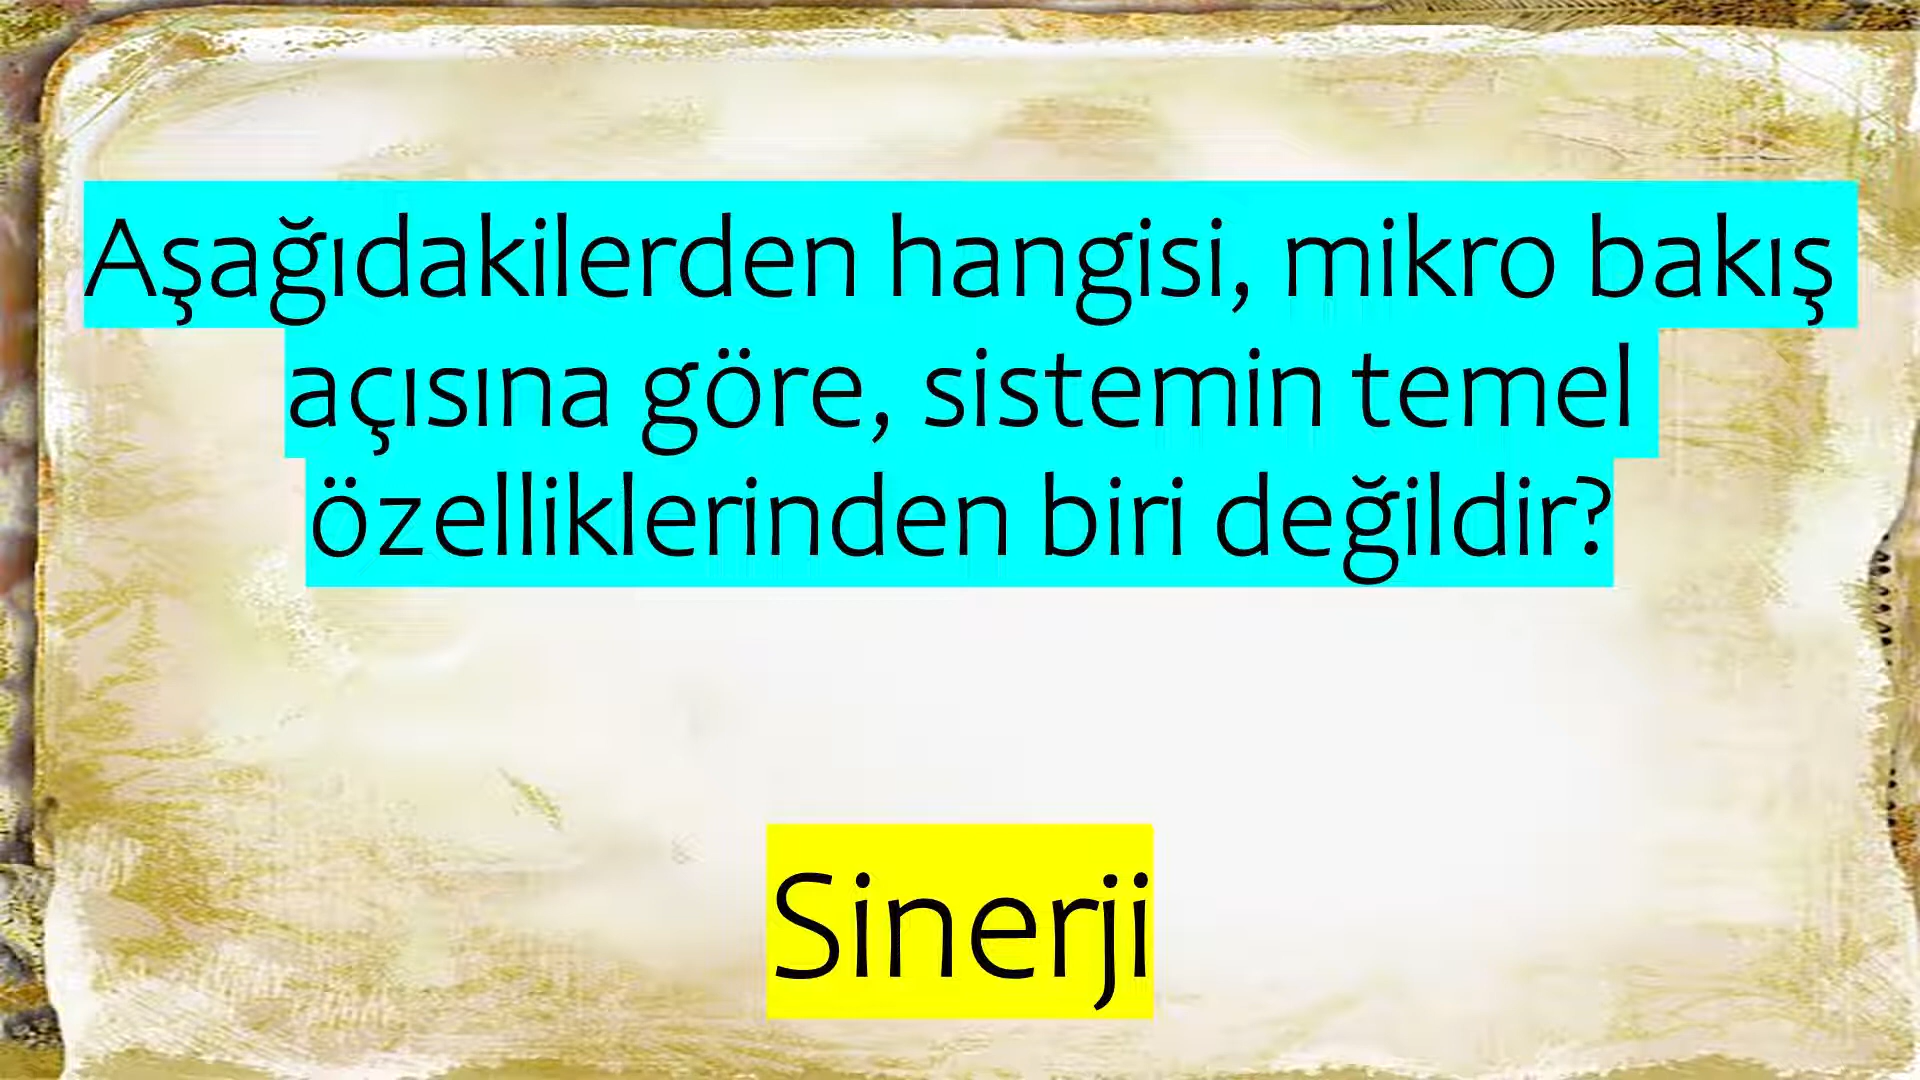 Aşağıdakilerden hangisi, mikro bakış
açısına göre, sistemin temel
özelliklerinden biri değildir?
Sinerji